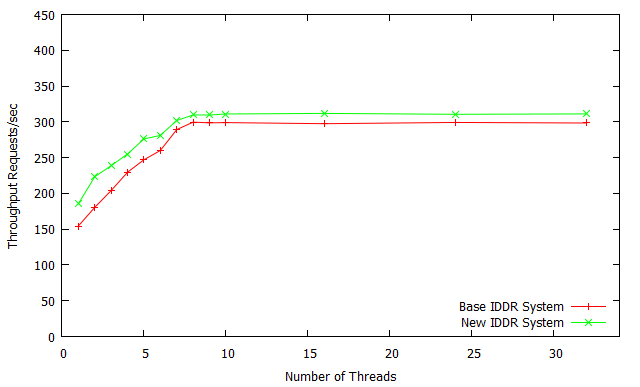 450
400
350
300
250
200
150
100
50
0
Throughput Requests/sec
Base IDDR System
New IDDR System
0 5 10 15 20 25 30
Number of Threads